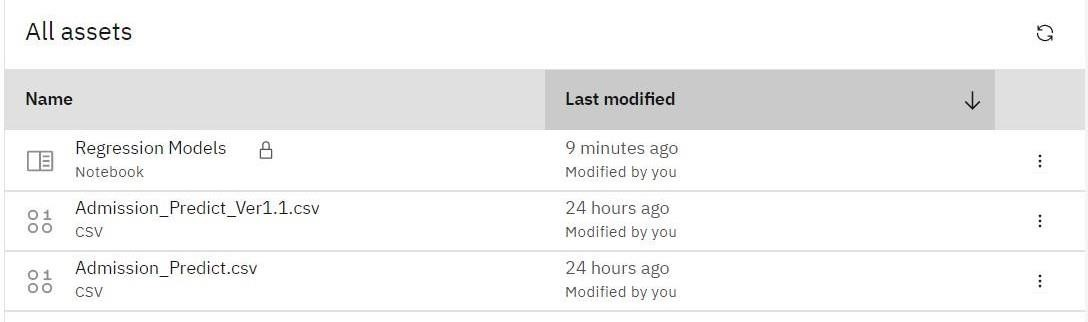 All assets
Name Last modified
Regression Models 9 minutes ago
Notebook Modified by you
Admission_Predict_Ver1.1.csv 24 hours ago
CSV Modified by you
Admission_Predict.csv 24 hours ago
CSV Modified by you